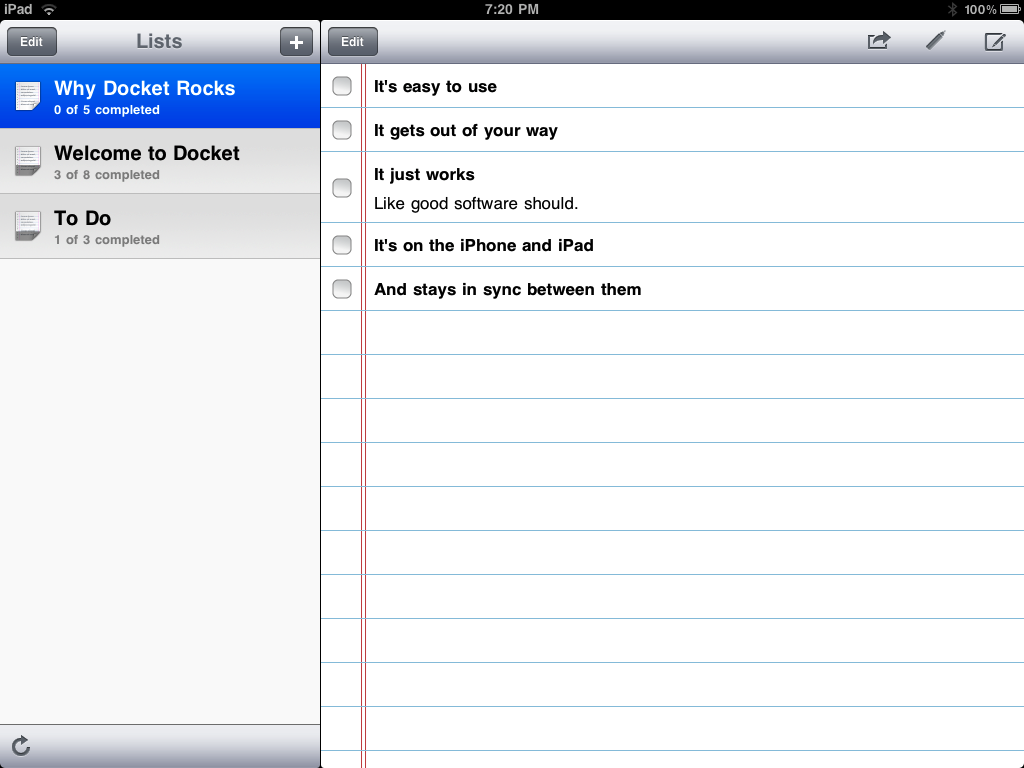 iPad 7:20 PM 100%
Edit Lists +
Why Docket Rocks
0 of 5 completed
Welcome to Docket
3 of 8 completed
To Do
1 of 3 completed
Edit
It's easy to use
It gets out of your way
It just works
Like good software should.
It's on the iPhone and iPad
And stays in sync between them